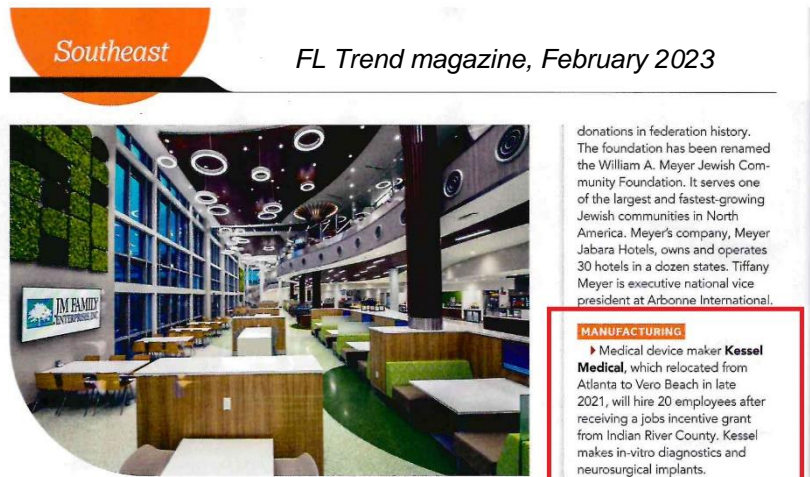 Southeast
FL Trend magazine, February 2023
JM FAMILY
ENTERPRISES, INC.
donations in federation history.
The foundation has been renamed
the William A. Meyer Jewish Com-
munity Foundation. It serves one
of the largest and fastest-growing
Jewish communities in North
America. Meyer's company, Meyer
Jabara Hotels, owns and operates
30 hotels in a dozen states. Tiffany
Meyer is executive national vice
president at Arbonne International.
MANUFACTURING
Medical device maker Kessel
Medical, which relocated from
Atlanta to Vero Beach in late
2021, will hire 20 employees after
receiving a jobs incentive grant
from Indian River County. Kessel
makes in-vitro diagnostics and
neurosurgical implants.